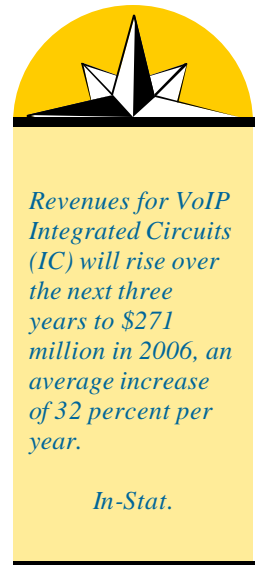 Revenues for VoIP
Integrated Circuits
(IC) will rise over
the next three
years to $271
million in 2006, an
average increase
of 32 percent per
year.
In-Stat.